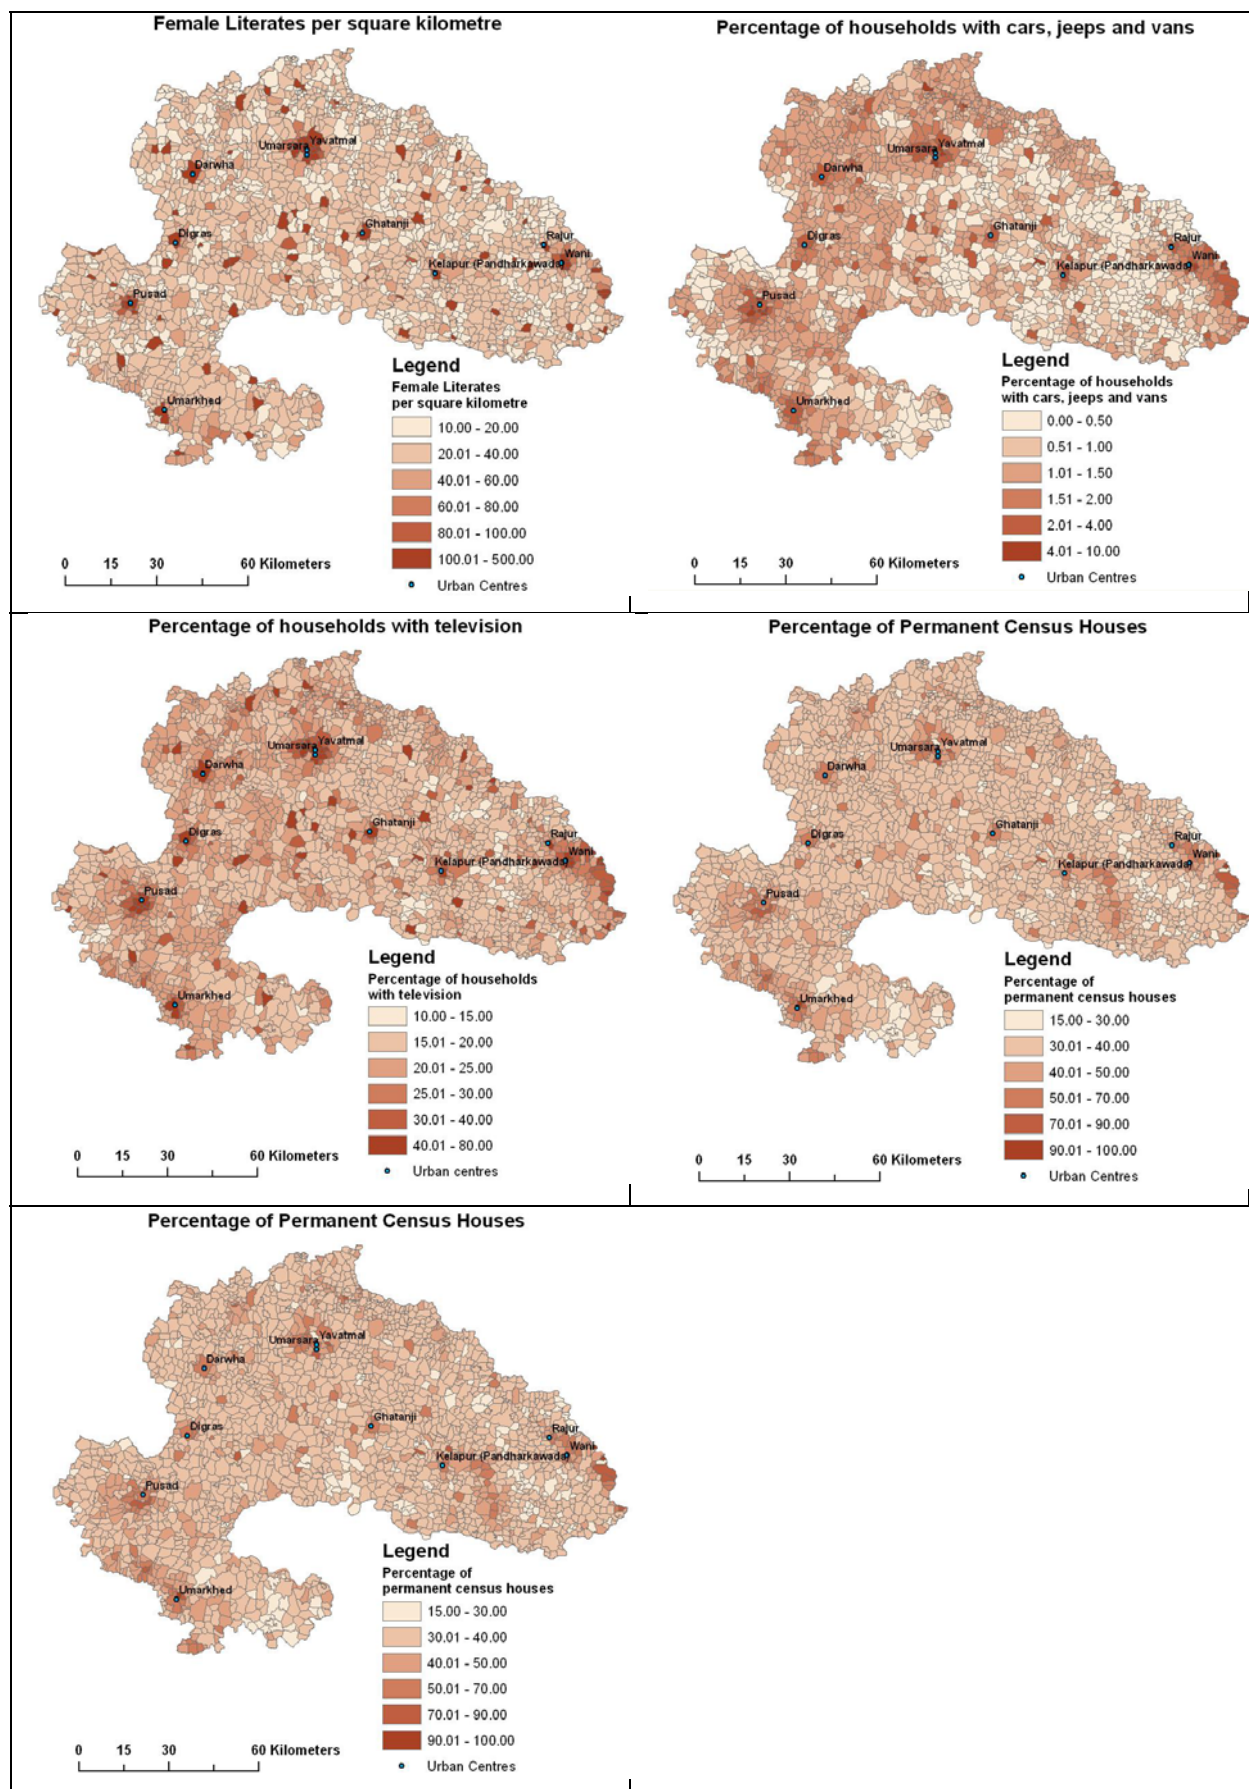 Female Literates per square kilometre
Umarsara Yavatmal
Darwha
Digras
Ghatanji
Rajur
Kelapur (Pandharkawada)
Wani
Pusad
Umarkhed
Legend
Female Literates
per square kilometre
10.00 - 20.00
20.01 - 40.00
40.01 - 60.00
60.01 - 80.00
80.01 - 100.00
100.01 - 500.00
Urban Centres
0 15 30 60 Kilometers
Percentage of households with cars, jeeps and vans
Umarsara Yavatmal
Darwha
Digras
Ghatanji
Rajur
Kelapur (Pandharkawada)
Wani
Pusad
Umarkhed
Legend
Percentage of households
with cars, jeeps and vans
0.00 - 0.50
0.51 - 1.00
1.01 - 1.50
1.51 - 2.00
2.01 - 4.00
4.01 - 10.00
Urban Centres
0 15 30 60 Kilometers
Percentage of households with television
Umarsara Yavatmal
Darwha
Digras
Ghatanji
Rajur
Kelapur (Pandharkawada)
Wani
Pusad
Umarkhed
Legend
Percentage of households
with television
10.00 - 15.00
15.01 - 20.00
20.01 - 25.00
25.01 - 30.00
30.01 - 40.00
40.01 - 80.00
Urban centres
0 15 30 60 Kilometers
Percentage of Permanent Census Houses
Umarsara Yavatmal
Darwha
Digras
Ghatanji
Rajur
Kelapur (Pandharkawada)
Wani
Pusad
Umarkhed
Legend
Percentage of
permanent census houses
15.00 - 30.00
30.01 - 40.00
40.01 - 50.00
50.01 - 70.00
70.01 - 90.00
90.01 - 100.00
Urban Centres
0 15 30 60 Kilometers
Percentage of Permanent Census Houses
Umarsara Yavatmal
Darwha
Digras
Ghatanji
Rajur
Kelapur (Pandharkawada)
Wani
Pusad
Umarkhed
Legend
Percentage of
permanent census houses
15.00 - 30.00
30.01 - 40.00
40.01 - 50.00
50.01 - 70.00
70.01 - 90.00
90.01 - 100.00
Urban Centres
0 15 30 60 Kilometers